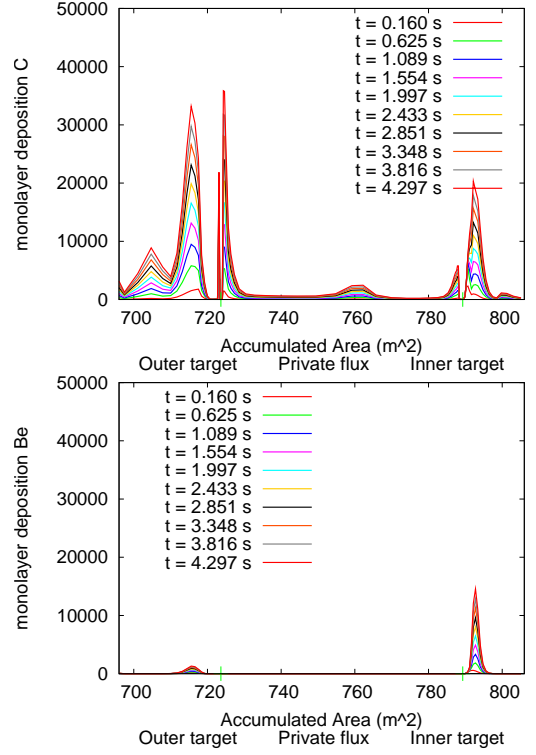 monolayer deposition C
50000
40000
30000
20000
10000
0
t = 0.160 s
t = 0.625 s
t = 1.089 s
t = 1.554 s
t = 1.997 s
t = 2.433 s
t = 2.851 s
t = 3.348 s
t = 3.816 s
t = 4.297 s
700 720 740 760 780 800
Accumulated Area (m^2)
Outer target Private flux Inner target
monolayer deposition Be
50000
40000
30000
20000
10000
0
t = 0.160 s
t = 0.625 s
t = 1.089 s
t = 1.554 s
t = 1.997 s
t = 2.433 s
t = 2.851 s
t = 3.348 s
t = 3.816 s
t = 4.297 s
700 720 740 760 780 800
Accumulated Area (m^2)
Outer target Private flux Inner target